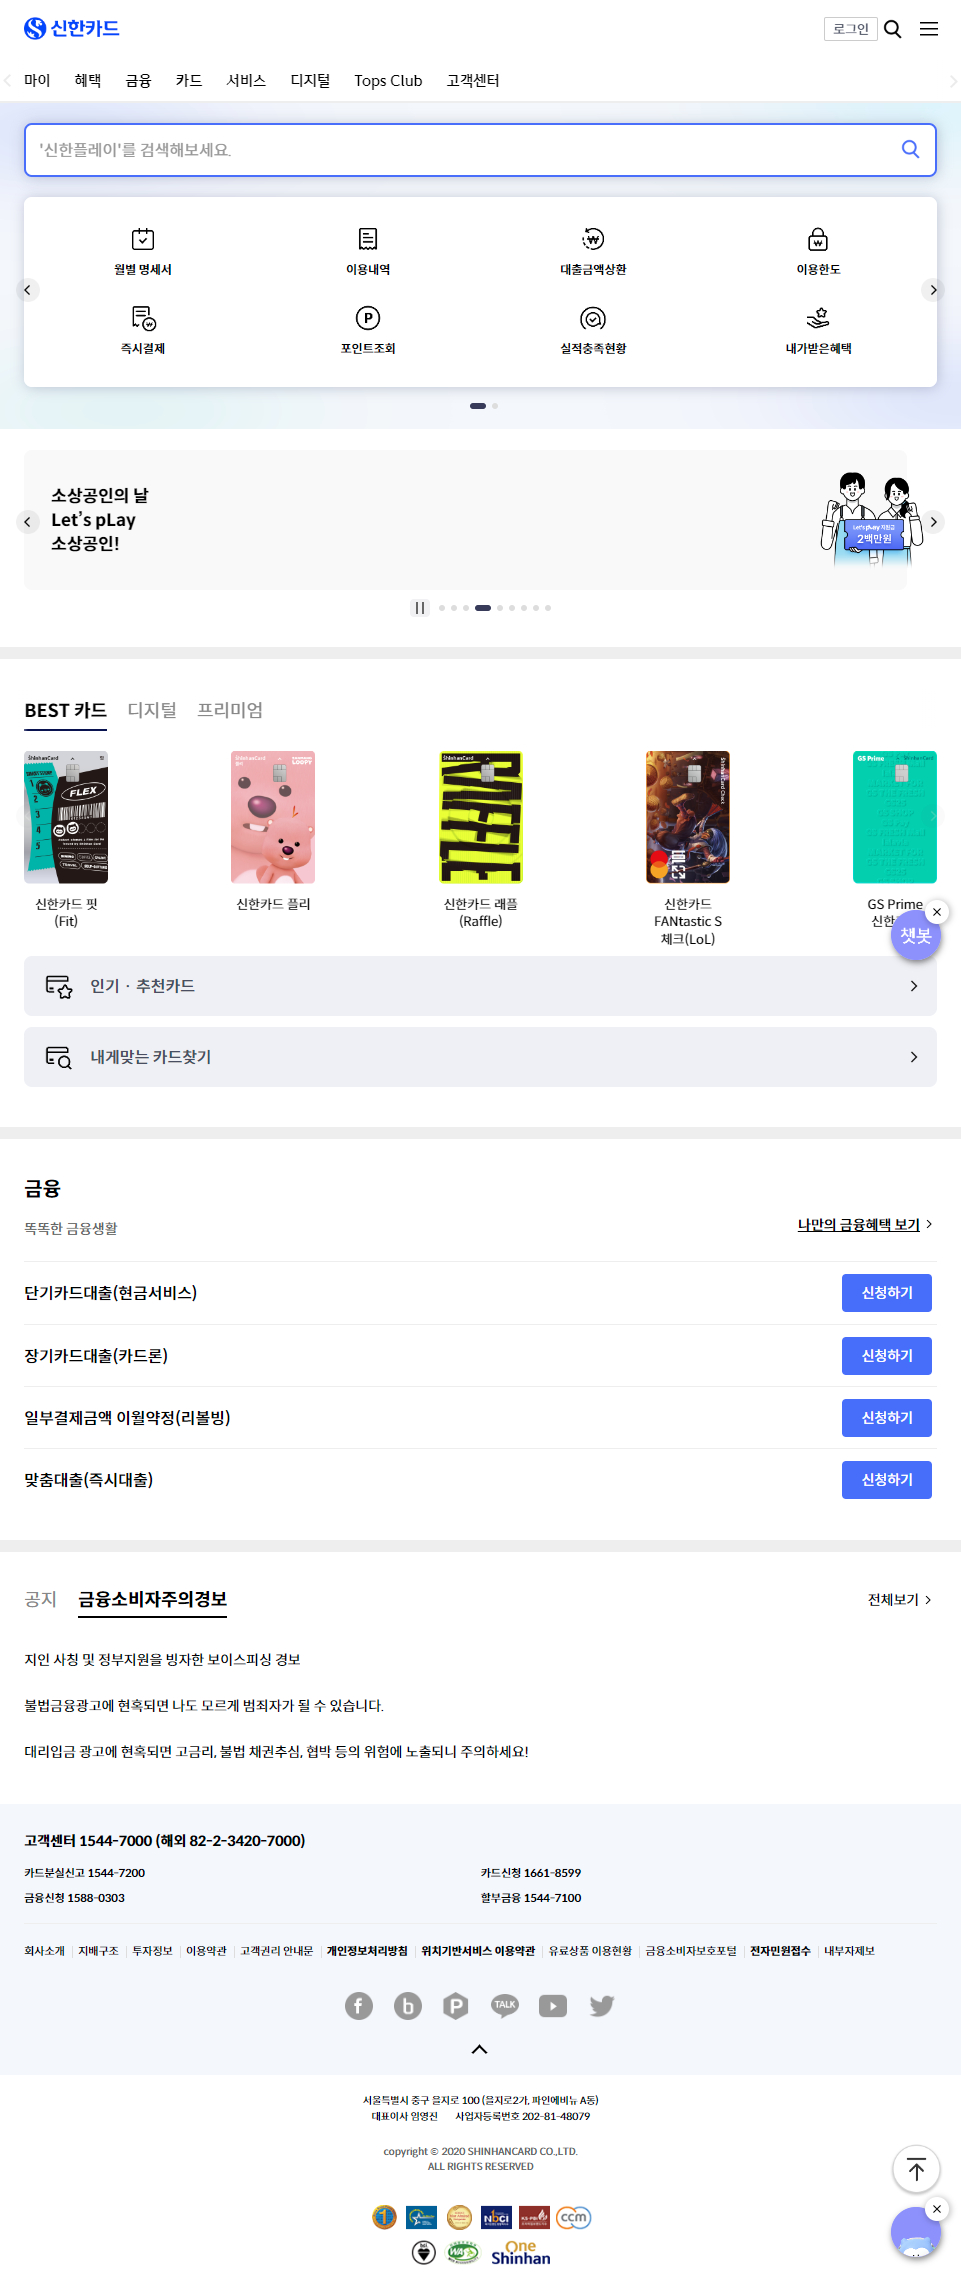 신한카드
로그인
마이 혜택 금융 카드 서비스 디지털 Tops Club 고객센터
'신한플레이'를 검색해보세요.
월별 명세서 이용내역 대출금액상환 이용한도
즉시결제 포인트조회 실적충족현황 내가받은혜택
소상공인의 날
Let's pLay
소상공인!
Let's pLay 지원금
2백만원
BEST 카드 디지털 프리미엄
FLEX
LOOPY
ShinhanCard Check
GS Prime
신한카드 핏
(Fit)
신한카드 플리
신한카드 래플
(Raffle)
신한카드
FANtastic S
체크(LoL)
GS Prime
챗봇
인기 · 추천카드
내게맞는 카드찾기
금융
똑똑한 금융생활
나만의 금융혜택 보기
단기카드대출(현금서비스) 신청하기
장기카드대출(카드론) 신청하기
일부결제금액 이월약정(리볼빙) 신청하기
맞춤대출(즉시대출) 신청하기
공지 금융소비자주의경보 전체보기
지인 사칭 및 정부지원을 빙자한 보이스피싱 경보
불법금융광고에 현혹되면 나도 모르게 범죄자가 될 수 있습니다.
대리입금 광고에 현혹되면 고금리, 불법 채권추심, 협박 등의 위험에 노출되니 주의하세요!
고객센터 1544-7000 (해외 82-2-3420-7000)
카드분실신고 1544-7200 카드신청 1661-8599
금융신청 1588-0303 할부금융 1544-7100
회사소개 지배구조 투자정보 이용약관 고객권리 안내문 개인정보처리방침 위치기반서비스 이용약관 유료상품 이용현황 금융소비자보호포털 전자민원접수 내부자제보
TALK
서울특별시 중구 을지로 100 (을지로2가, 파인에비뉴 A동)
대표이사 임영진 사업자등록번호 202-81-48079
copyright © 2020 SHINHANCARD CO.,LTD.
ALL RIGHTS RESERVED
NBCI KS-PBI ccm
WA One
Shinhan